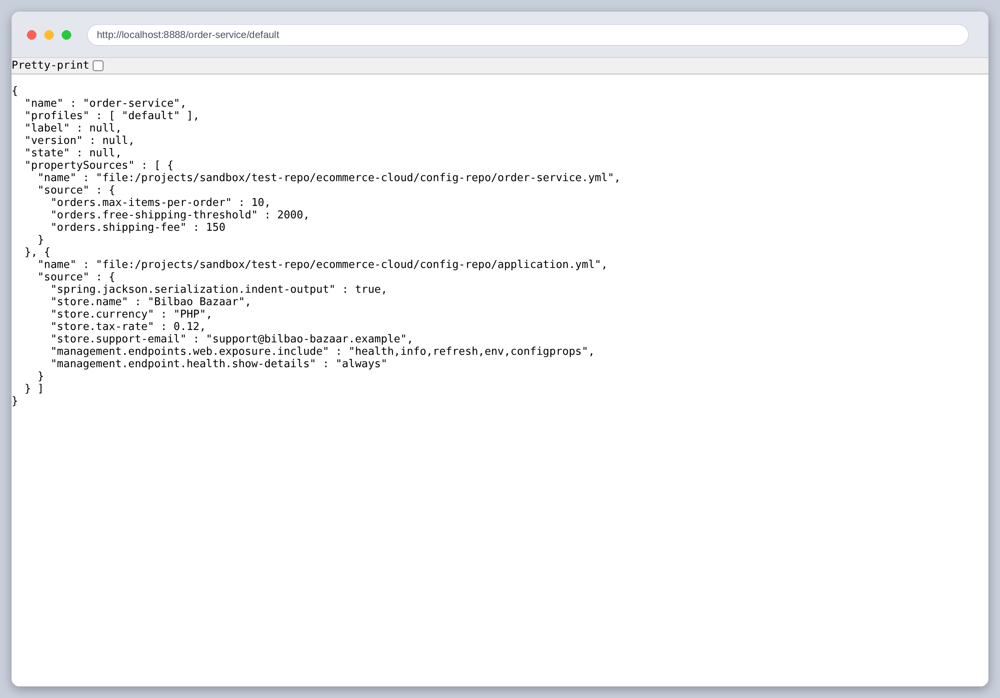 http://localhost:8888/order-service/default
Pretty-print
{
  "name" : "order-service",
  "profiles" : [ "default" ],
  "label" : null,
  "version" : null,
  "state" : null,
  "propertySources" : [ {
    "name" : "file:/projects/sandbox/test-repo/ecommerce-cloud/config-repo/order-service.yml",
    "source" : {
      "orders.max-items-per-order" : 10,
      "orders.free-shipping-threshold" : 2000,
      "orders.shipping-fee" : 150
    }
  }, {
    "name" : "file:/projects/sandbox/test-repo/ecommerce-cloud/config-repo/application.yml",
    "source" : {
      "spring.jackson.serialization.indent-output" : true,
      "store.name" : "Bilbao Bazaar",
      "store.currency" : "PHP",
      "store.tax-rate" : 0.12,
      "store.support-email" : "support@bilbao-bazaar.example",
      "management.endpoints.web.exposure.include" : "health,info,refresh,env,configprops",
      "management.endpoint.health.show-details" : "always"
    }
  } ]
}